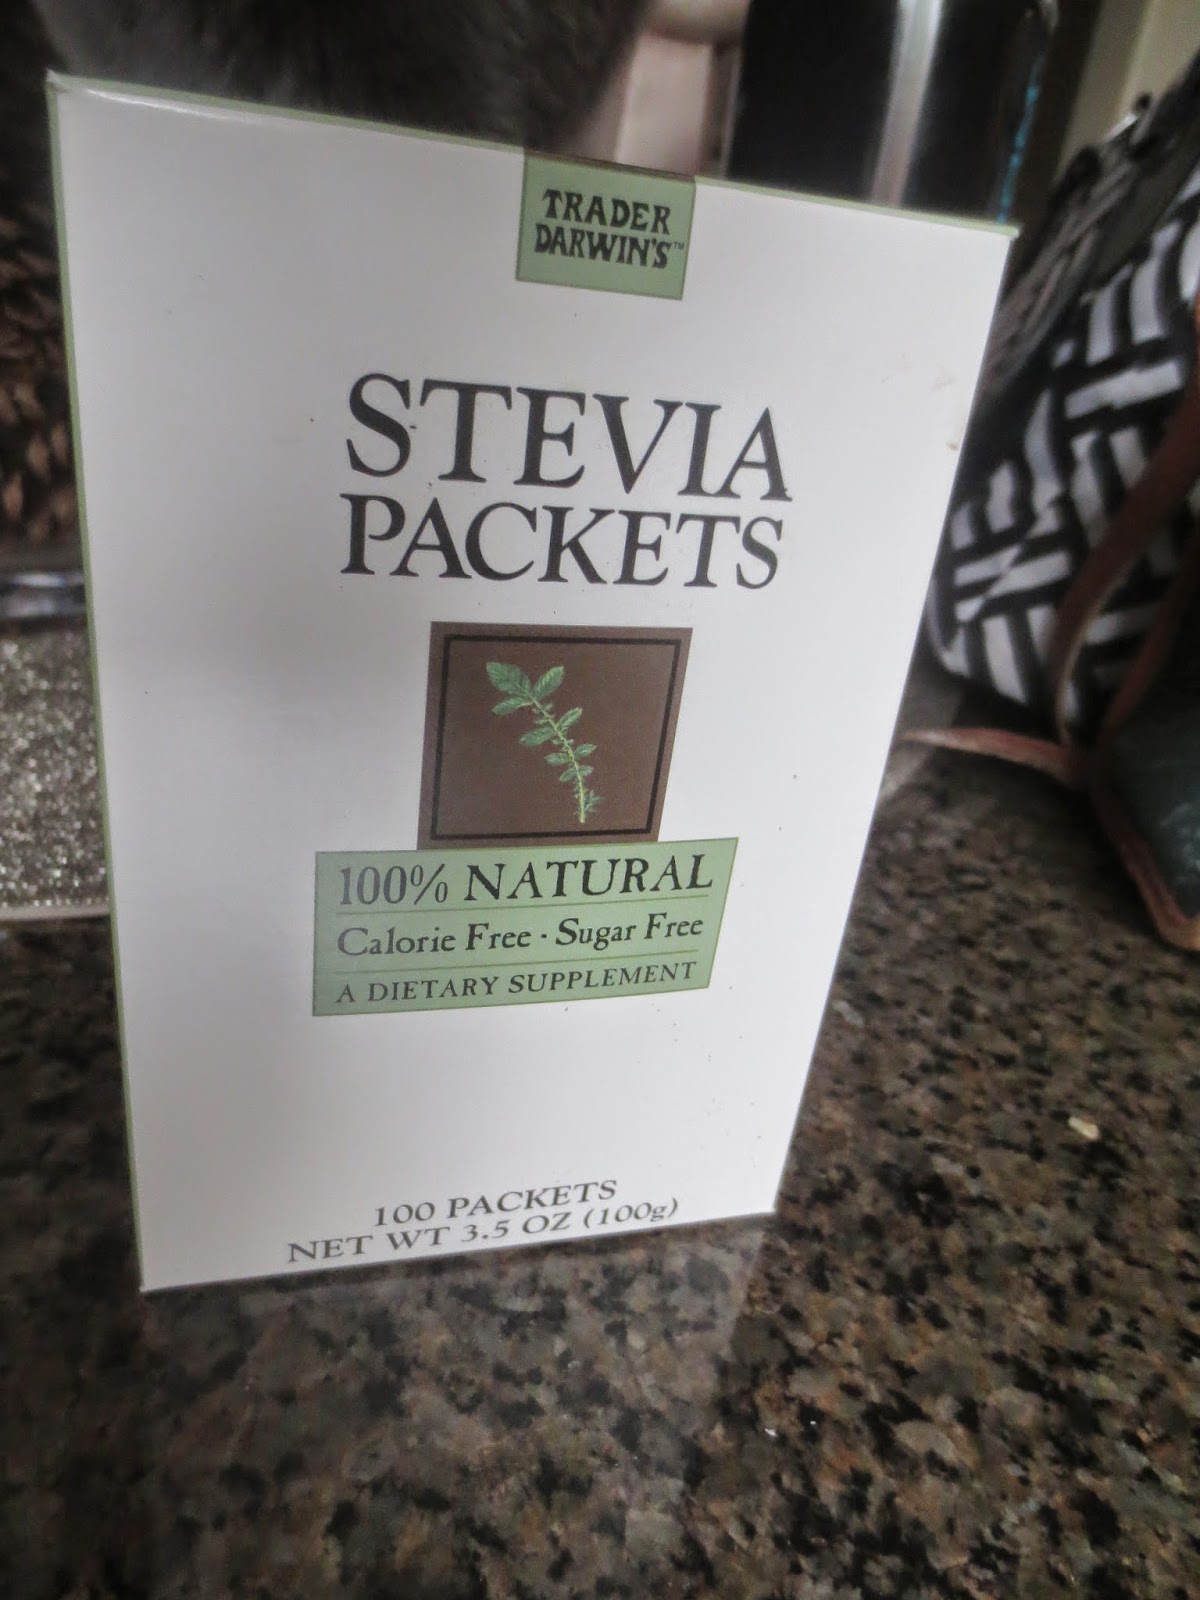 TRADER
DARWIN'S™
STEVIA
PACKETS
100% NATURAL
Calorie Free · Sugar Free
A DIETARY SUPPLEMENT
100 PACKETS
NET WT 3.5 OZ (100g)